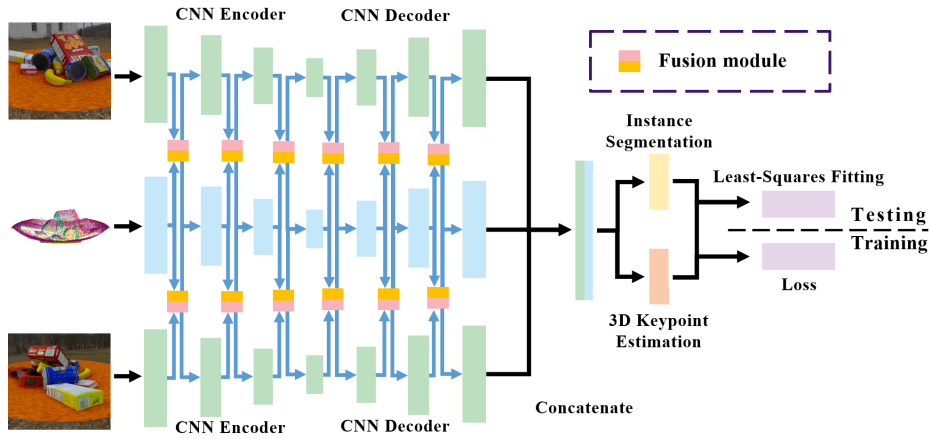 CNN Encoder
CNN Decoder
Fusion module
Instance
Segmentation
Least-Squares Fitting
Testing
Training
Loss
3D Keypoint
Estimation
Concatenate
CNN Encoder
CNN Decoder